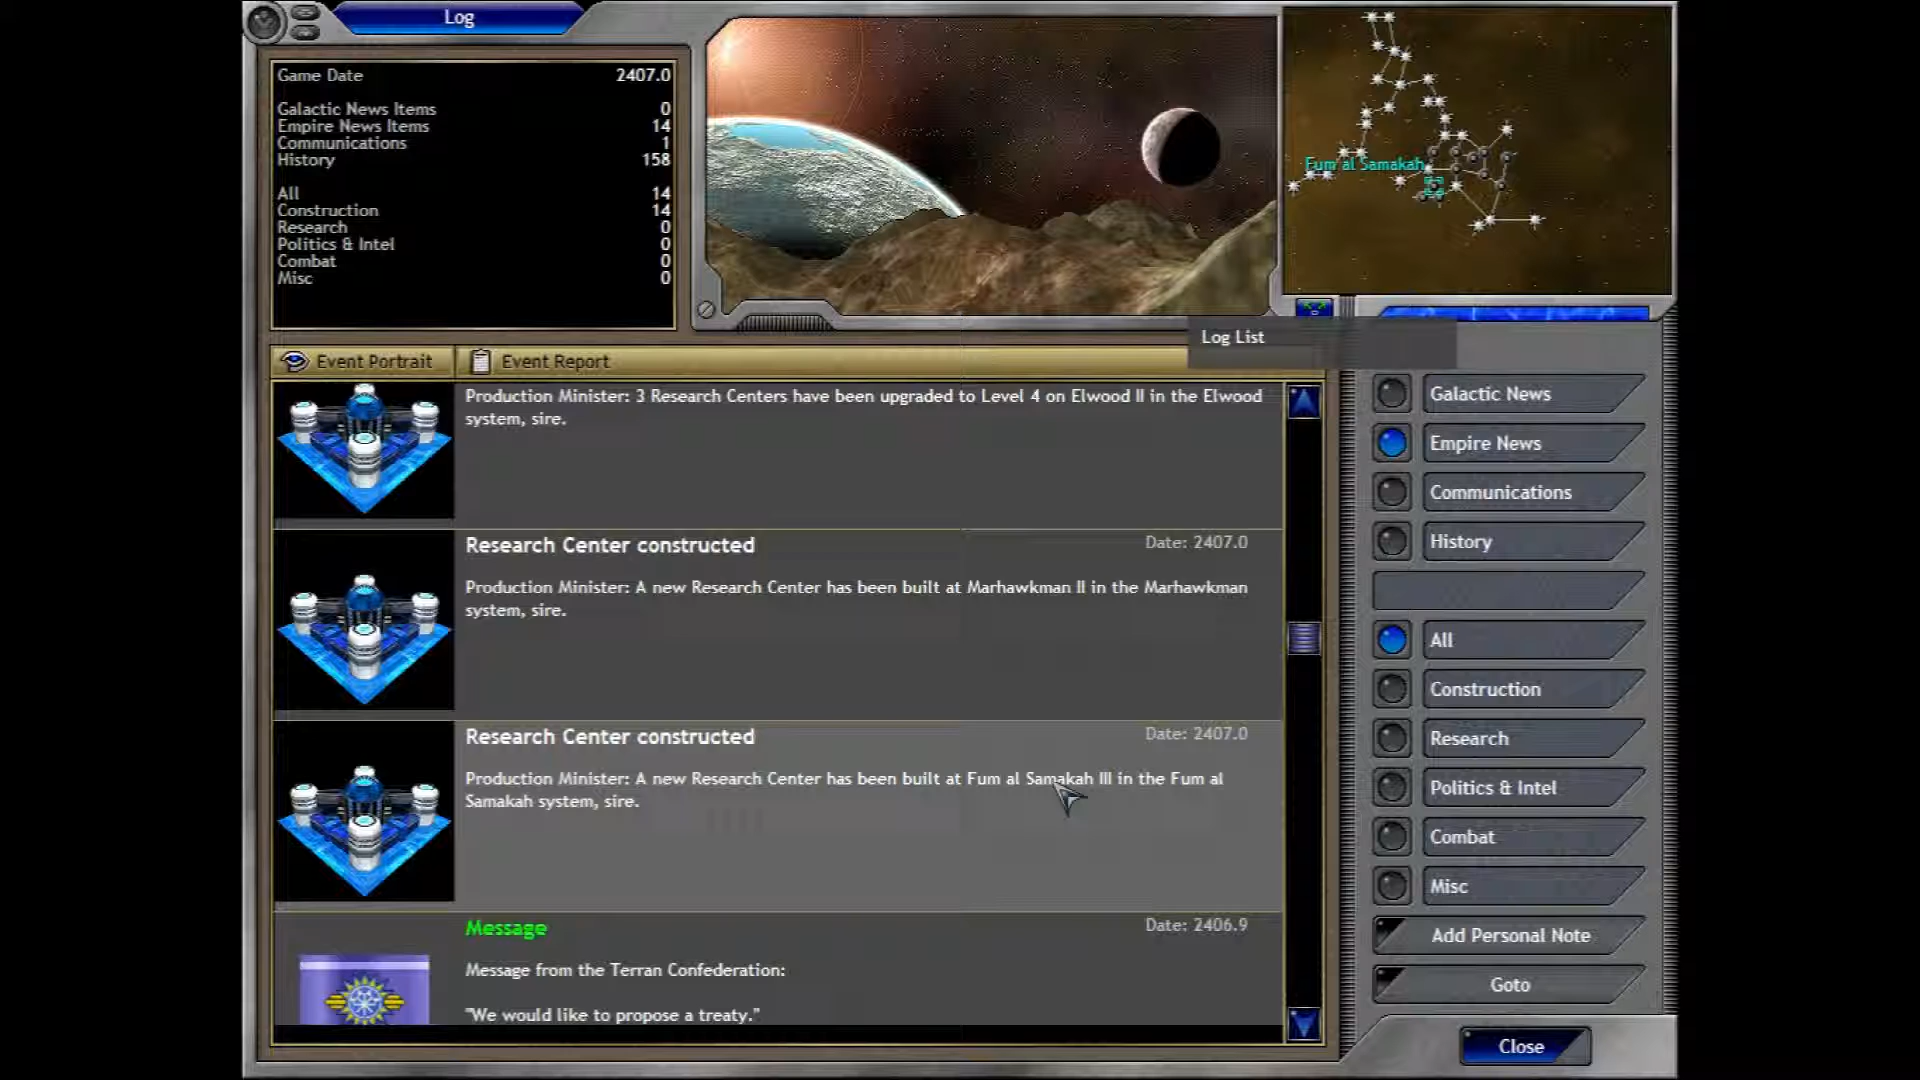 Log
Game Date 2407.0
Galactic News Items 0
Empire News Items 14
Communications 1
History 158
All 14
Construction 14
Research 0
Politics & Intel 0
Combat 0
Misc 0
Fum al Samakah
Log List
Event Portrait Event Report
Production Minister: 3 Research Centers have been upgraded to Level 4 on Elwood II in the Elwood
system, sire.
Research Center constructed Date: 2407.0
Production Minister: A new Research Center has been built at Marhawkman II in the Marhawkman
system, sire.
Research Center constructed Date: 2407.0
Production Minister: A new Research Center has been built at Fum al Samakah III in the Fum al
Samakah system, sire.
Message Date: 2406.9
Message from the Terran Confederation:
"We would like to propose a treaty."
Galactic News
Empire News
Communications
History
All
Construction
Research
Politics & Intel
Combat
Misc
Add Personal Note
Goto
Close